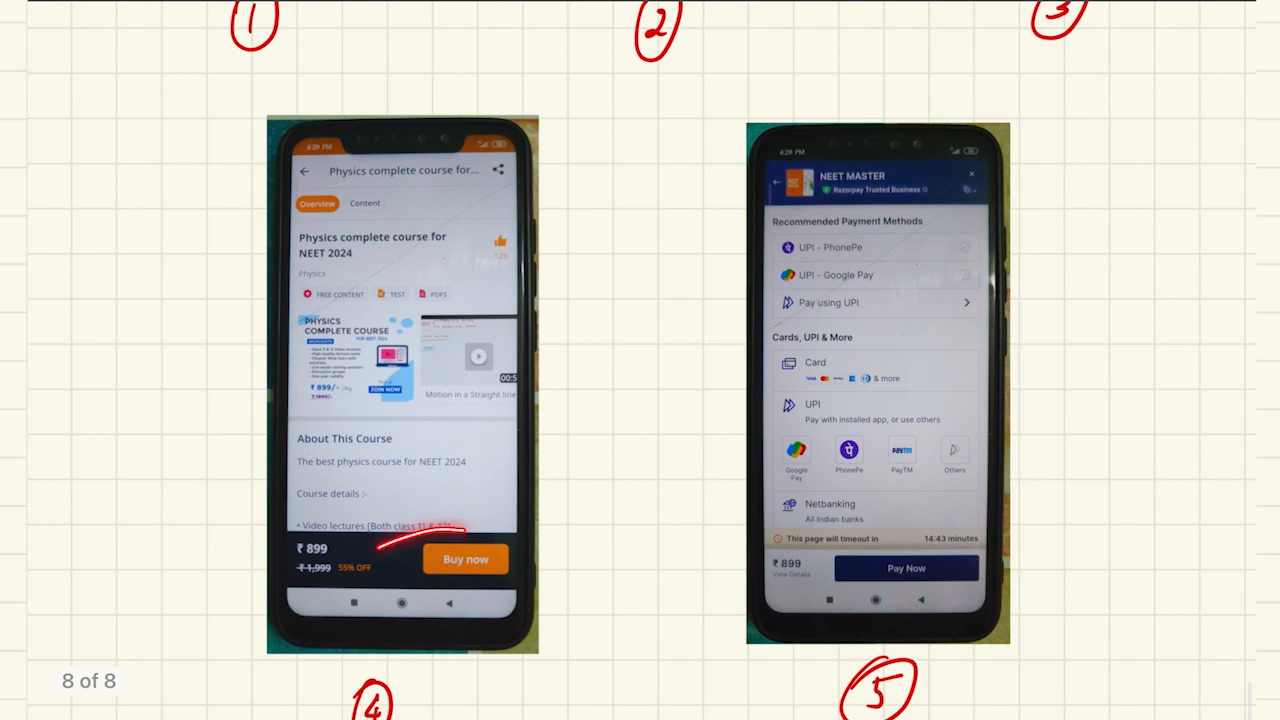 1
2
3
6:29 PM
Physics complete course for...
Overview Content
Physics complete course for
NEET 2024
129
Physics
FREE CONTENT TEST PDFS
PHYSICS
COMPLETE COURSE
FOR NEET 2024
₹ 899/- Only
JOIN NOW
00:5
Motion in a Straight line
About This Course
The best physics course for NEET 2024
Course details :-
• Video lectures [Both class 11 & 12]
₹ 899
₹ 1,999 55% OFF
Buy now
6:29 PM
NEET MASTER
Razorpay Trusted Business
Recommended Payment Methods
UPI - PhonePe
UPI - Google Pay
Pay using UPI
Cards, UPI & More
Card
VISA & more
UPI
Pay with installed app, or use others
पे paytm
Google
Pay
PhonePe PayTM Others
Netbanking
All Indian banks
This page will timeout in 14:43 minutes
₹ 899
View Details
Pay Now
8 of 8
4
5